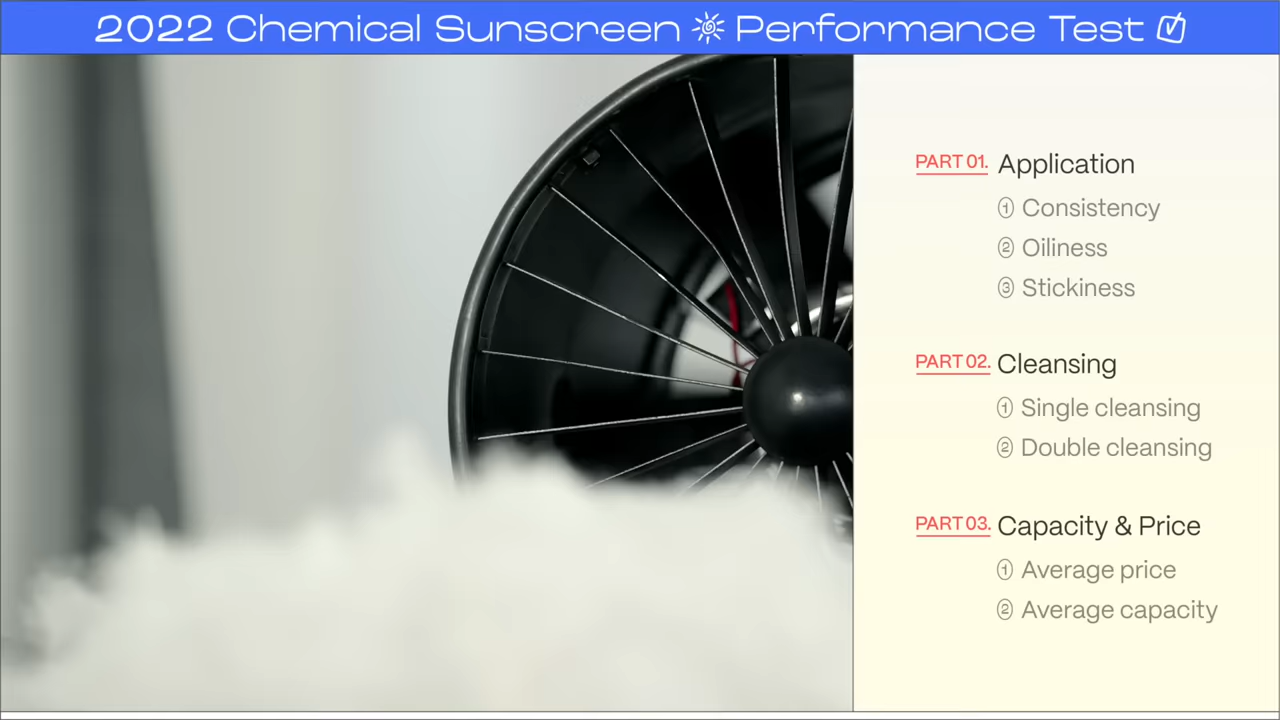 2022 Chemical Sunscreen Performance Test
PART 01. Application
① Consistency
② Oiliness
③ Stickiness
PART 02. Cleansing
① Single cleansing
② Double cleansing
PART 03. Capacity & Price
① Average price
② Average capacity